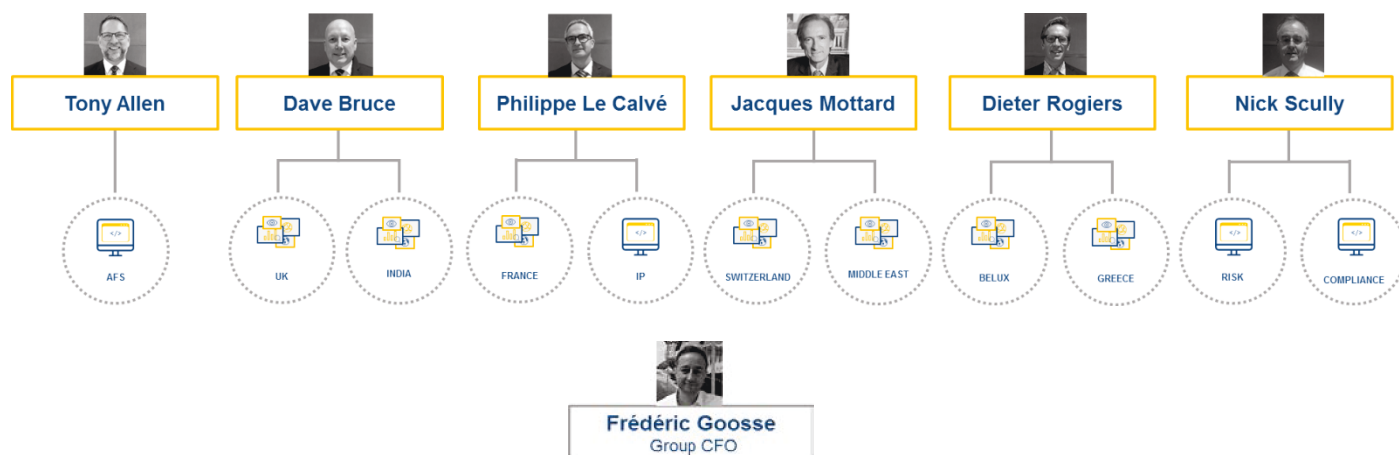 Tony Allen
Dave Bruce
Philippe Le Calvé
Jacques Mottard
Dieter Rogiers
Nick Scully
AFS
UK
INDIA
FRANCE
IP
SWITZERLAND
MIDDLE EAST
BELUX
GREECE
RISK
COMPLIANCE
Frédéric Goosse
Group CFO